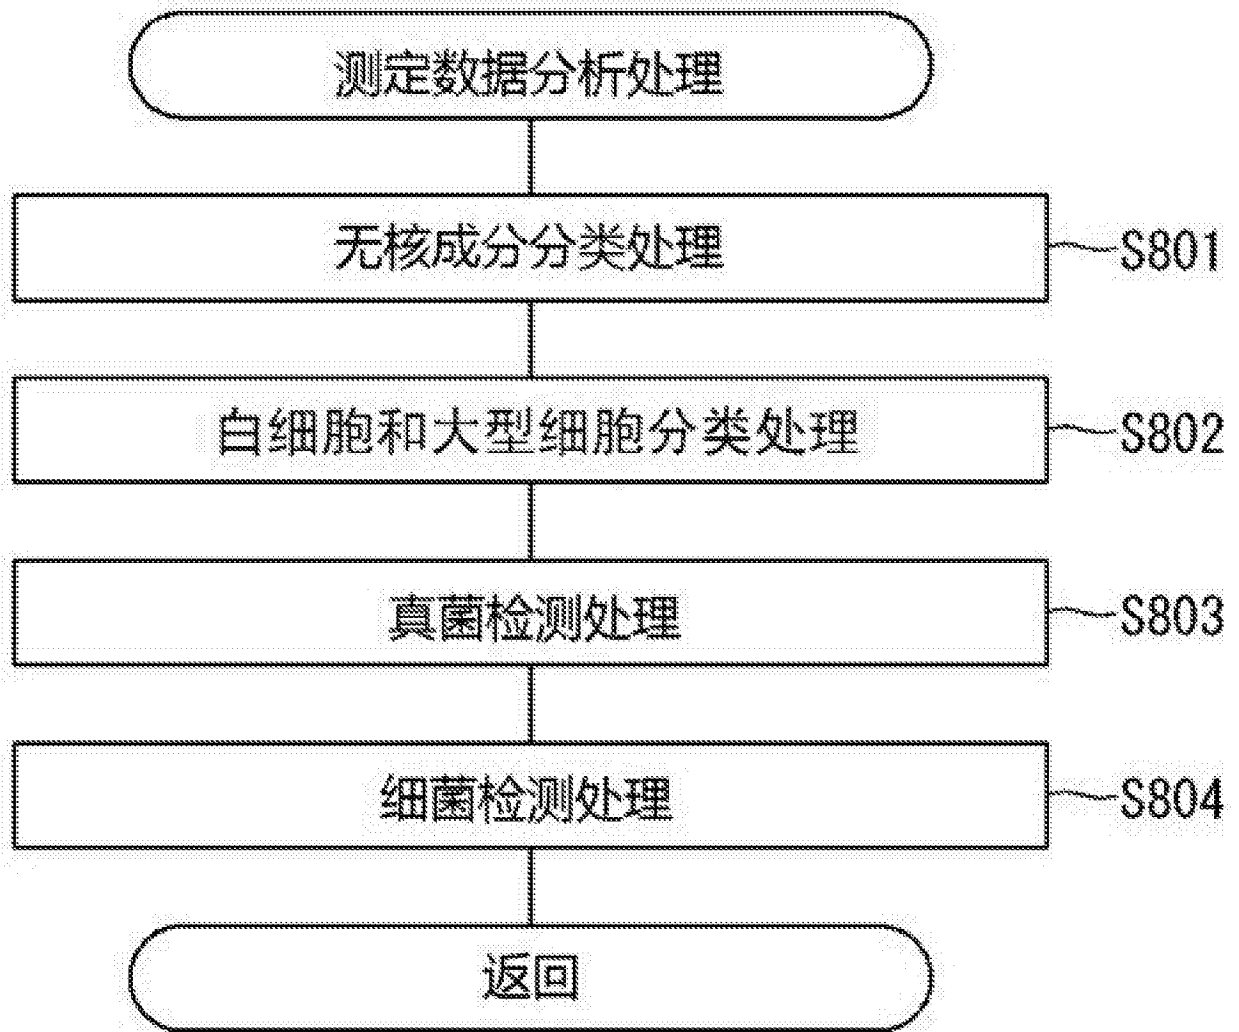 测定数据分析处理
无核成分分类处理
S801
白细胞和大型细胞分类处理
S802
真菌检测处理
S803
细菌检测处理
S804
返回